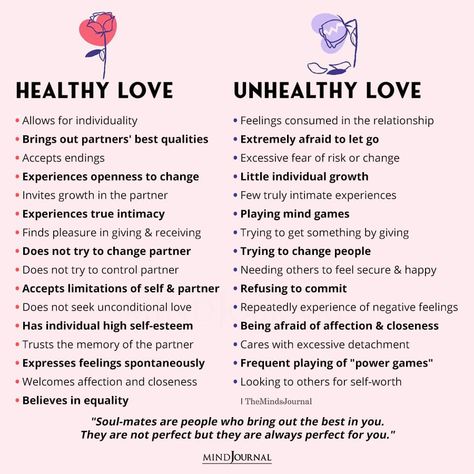 HEALTHY LOVE
Allows for individuality
Brings out partners' best qualities
Accepts endings
Experiences openness to change
Invites growth in the partner
Experiences true intimacy
Finds pleasure in giving & receiving
Does not try to change partner
Does not try to control partner
Accepts limitations of self & partner
Does not seek unconditional love
Has individual high self-esteem
Trusts the memory of the partner
Expresses feelings spontaneously
Welcomes affection and closeness
Believes in equality
UNHEALTHY LOVE
Feelings consumed in the relationship
Extremely afraid to let go
Excessive fear of risk or change
Little individual growth
Few truly intimate experiences
Playing mind games
Trying to get something by giving
Trying to change people
Needing others to feel secure & happy
Refusing to commit
Repeatedly experience of negative feelings
Being afraid of affection & closeness
Cares with excessive detachment
Frequent playing of "power games"
Looking to others for self-worth
| TheMindsJournal
"Soul-mates are people who bring out the best in you.
They are not perfect but they are always perfect for you."
MINDJOURNAL